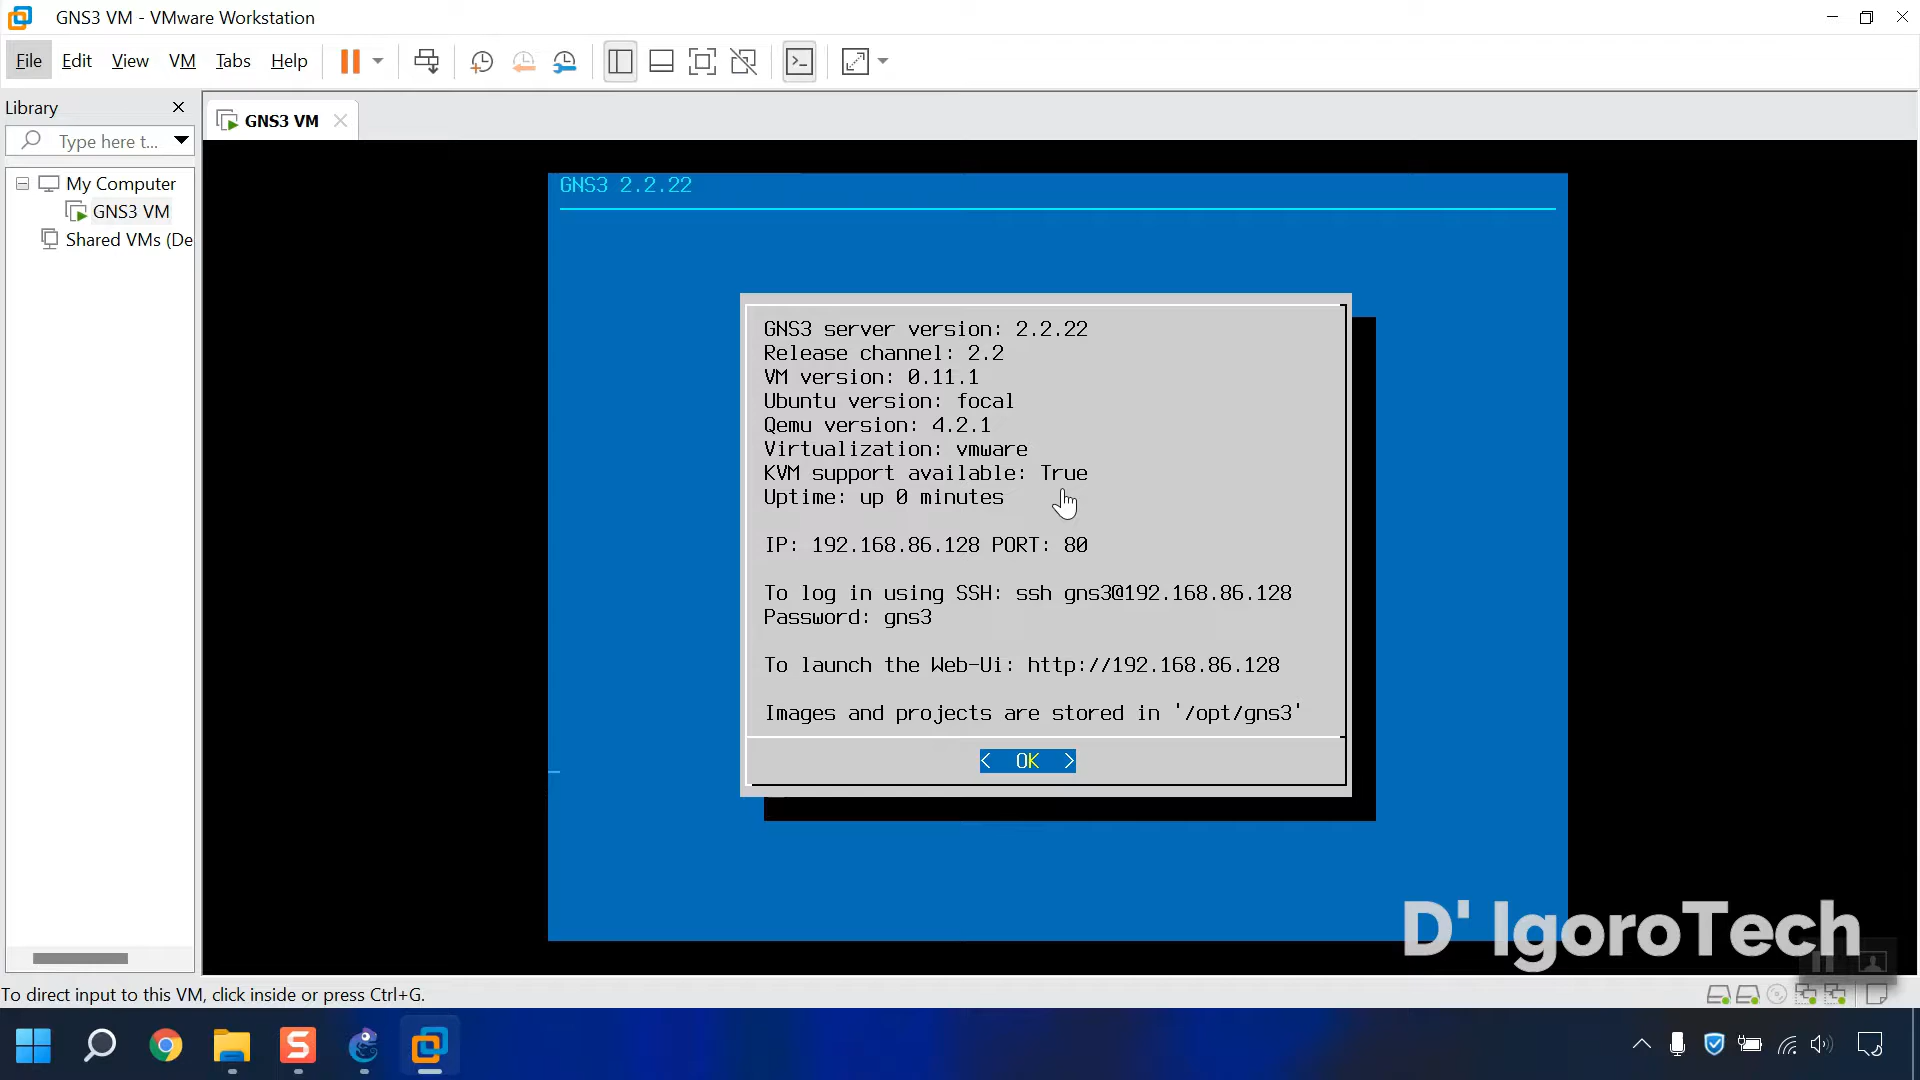 GNS3 VM - VMware Workstation
File Edit View VM Tabs Help
Library
GNS3 VM
Type here t...
My Computer
GNS3 VM
Shared VMs (De
GNS3 2.2.22
GNS3 server version: 2.2.22
Release channel: 2.2
VM version: 0.11.1
Ubuntu version: focal
Qemu version: 4.2.1
Virtualization: vmware
KVM support available: True
Uptime: up 0 minutes
IP: 192.168.86.128 PORT: 80
To log in using SSH: ssh gns3@192.168.86.128
Password: gns3
To launch the Web-Ui: http://192.168.86.128
Images and projects are stored in '/opt/gns3'
< OK >
D' IgoroTech
To direct input to this VM, click inside or press Ctrl+G.